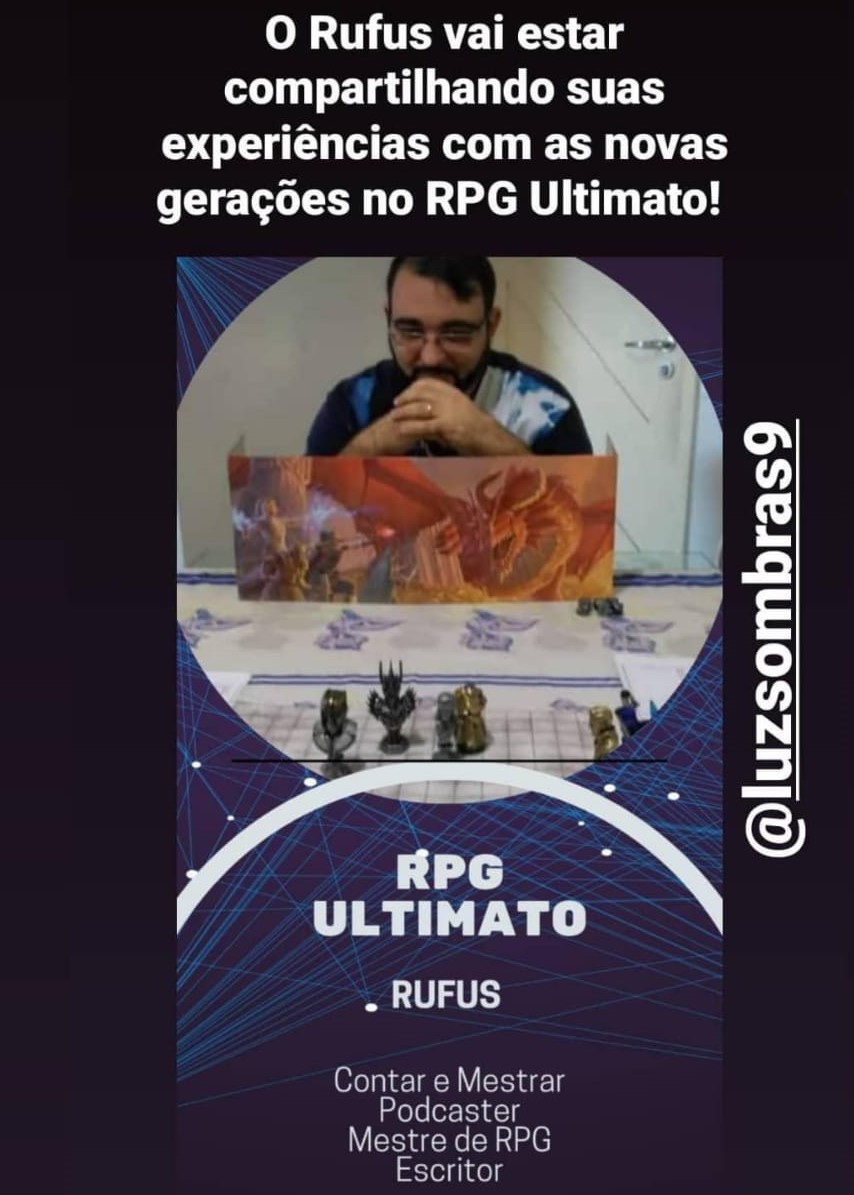 O Rufus vai estar
compartilhando suas
experiências com as novas
gerações no RPG Ultimato!
@luzsombras9
RPG
ULTIMATO
RUFUS
Contar e Mestrar
Podcaster
Mestre de RPG
Escritor